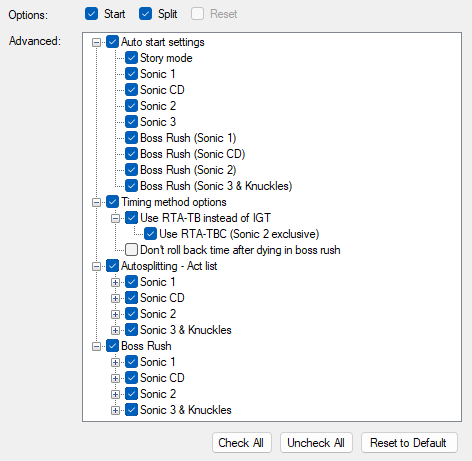 Options: Start Split Reset
Advanced: Auto start settings
Story mode
Sonic 1
Sonic CD
Sonic 2
Sonic 3
Boss Rush (Sonic 1)
Boss Rush (Sonic CD)
Boss Rush (Sonic 2)
Boss Rush (Sonic 3 & Knuckles)
Timing method options
Use RTA-TB instead of IGT
Use RTA-TBC (Sonic 2 exclusive)
Don't roll back time after dying in boss rush
Autosplitting - Act list
Sonic 1
Sonic CD
Sonic 2
Sonic 3 & Knuckles
Boss Rush
Sonic 1
Sonic CD
Sonic 2
Sonic 3 & Knuckles
Check All Uncheck All Reset to Default